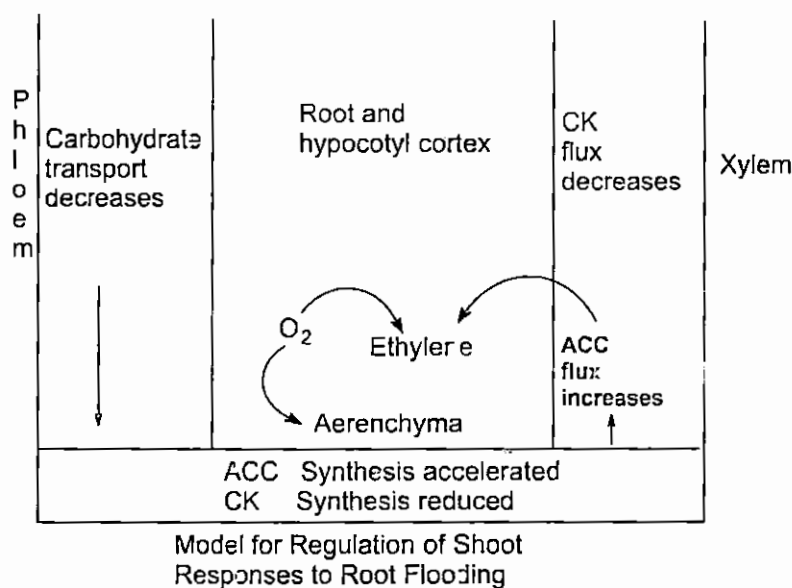 Phloem
Carbohydrate
transport
decreases
Root and
hypocotyl cortex
CK
flux
decreases
Xylem
O2
Ethylene
ACC
flux
increases
Aerenchyma
ACC Synthesis accelerated
CK Synthesis reduced
Model for Regulation of Shoot
Responses to Root Flooding